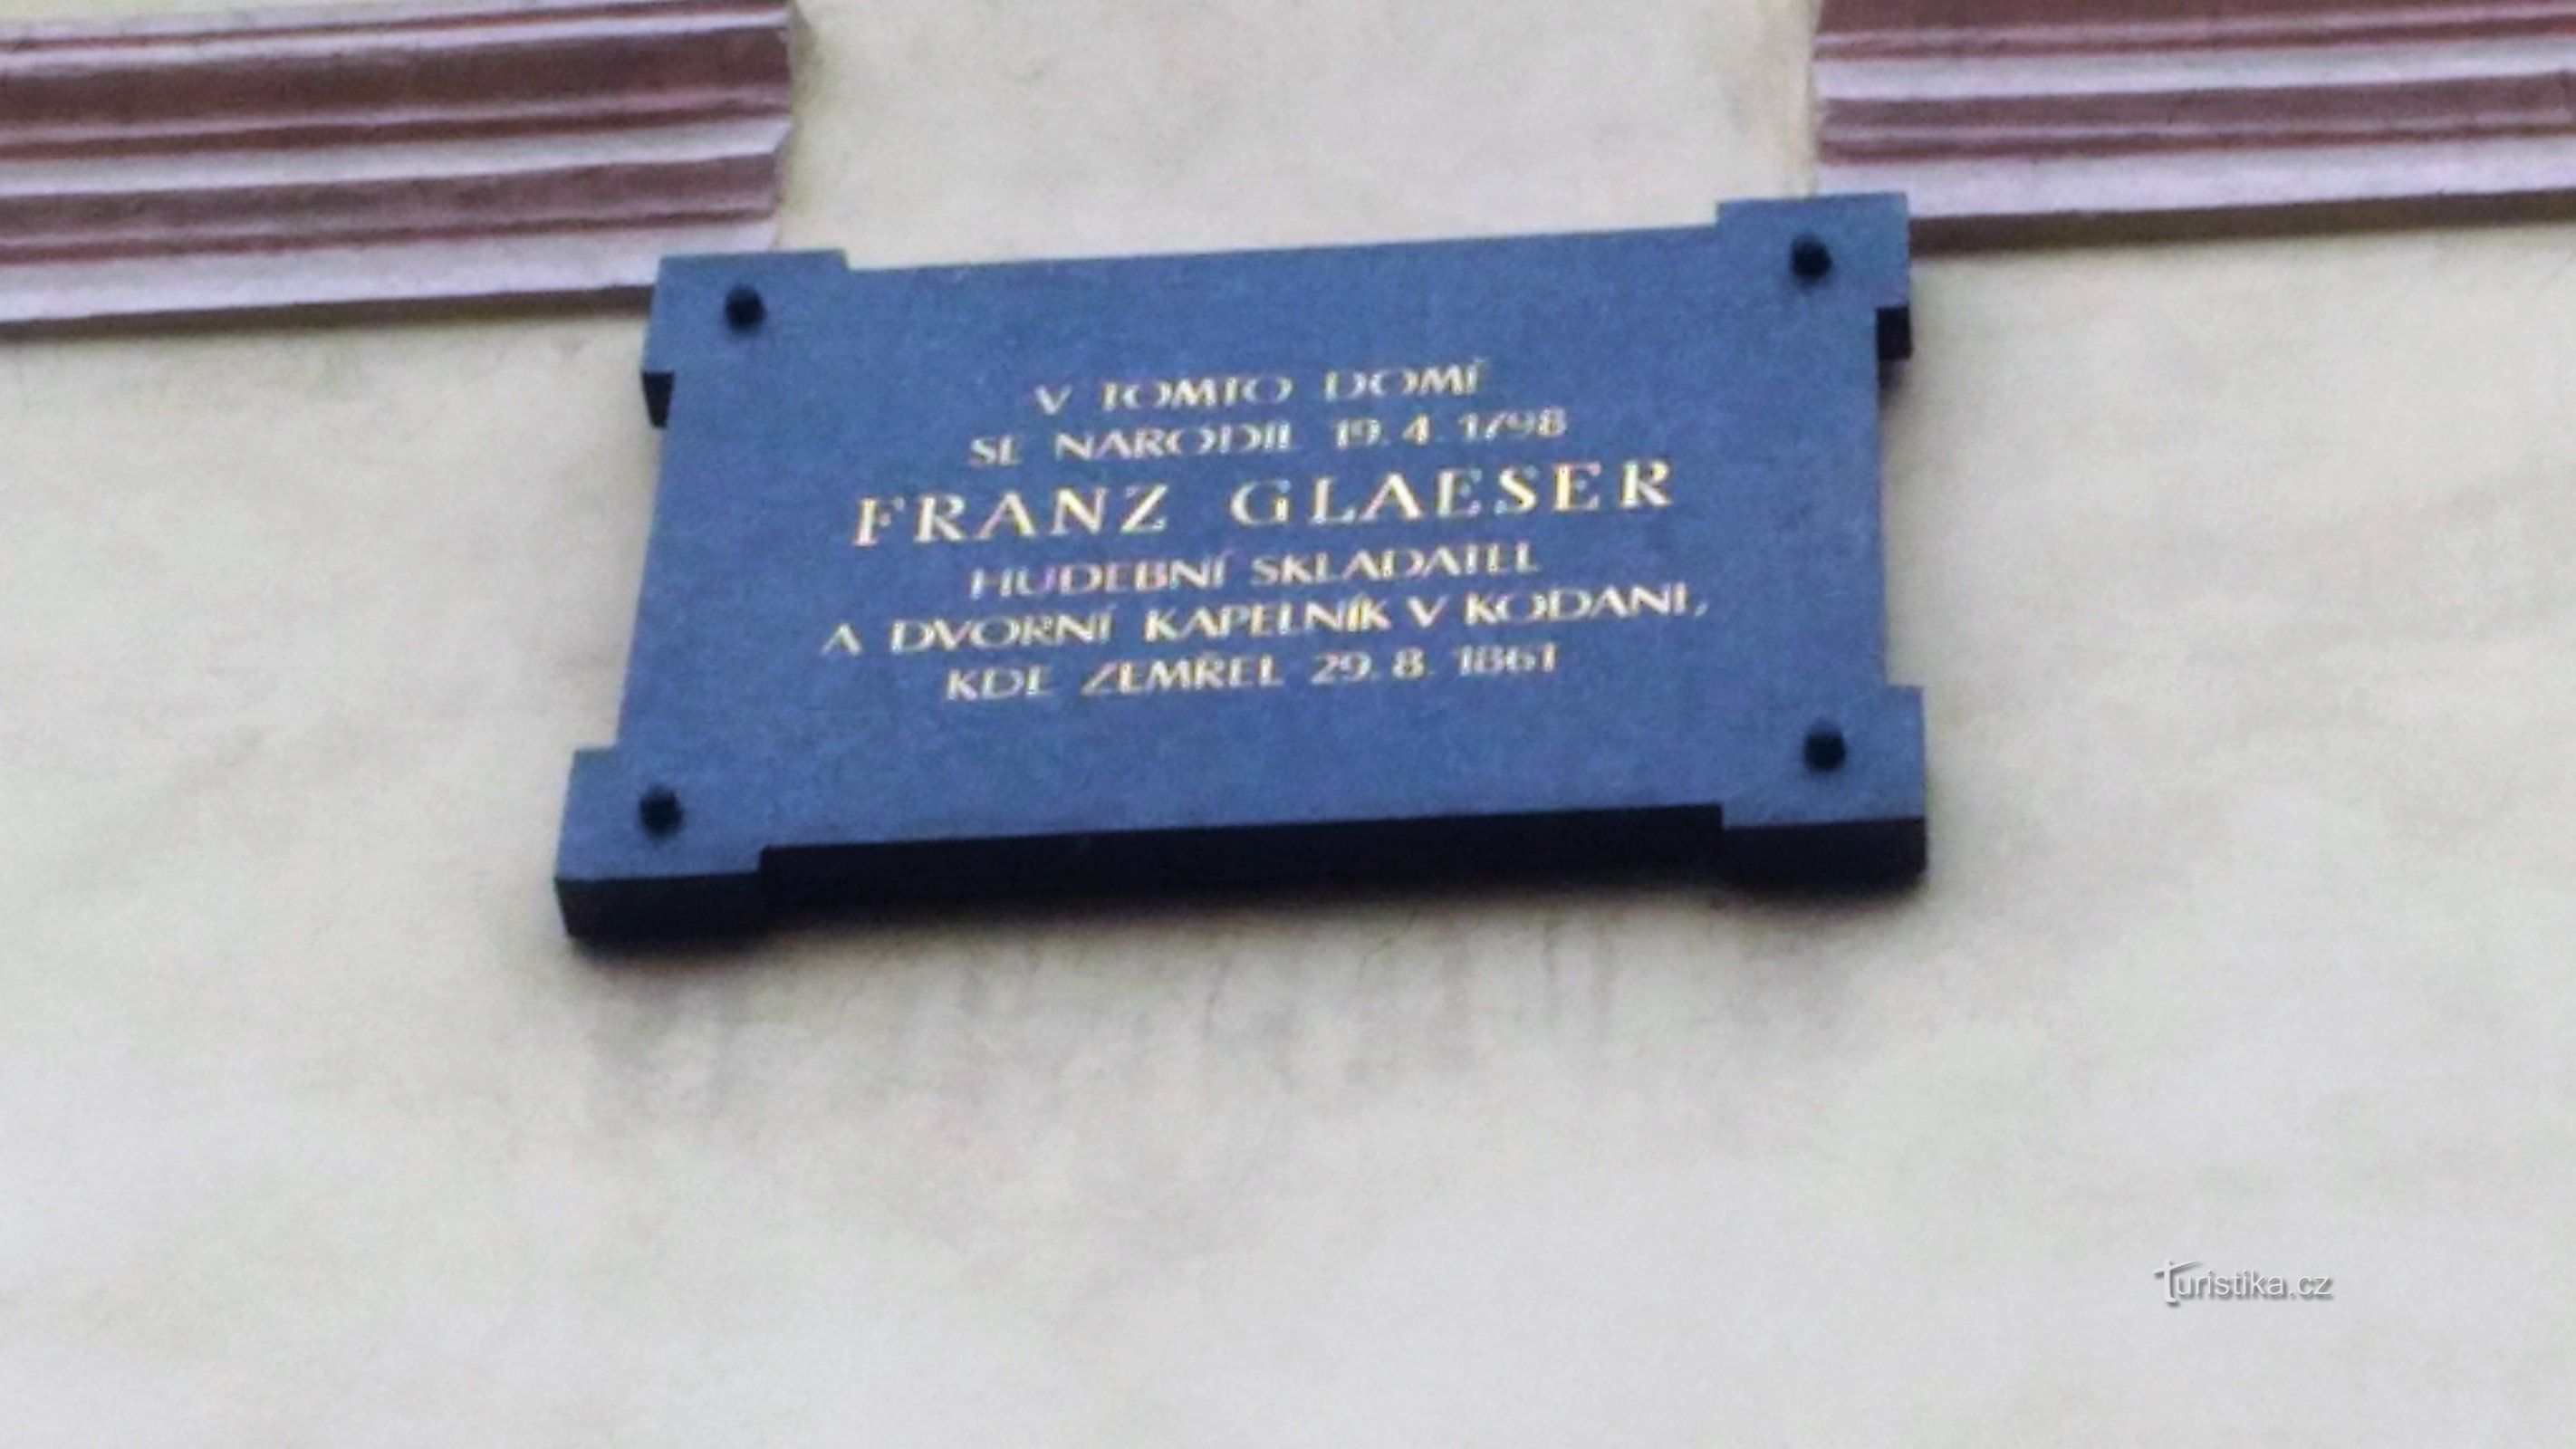 V TOMTO DOMĚ
SE NARODIL 19. 4. 1798
FRANZ GLAESER
HUDEBNÍ SKLADATEL
A DVORNÍ KAPELNÍK V KODANI,
KDE ZEMŘEL 29. 8. 1861
Turistika.cz